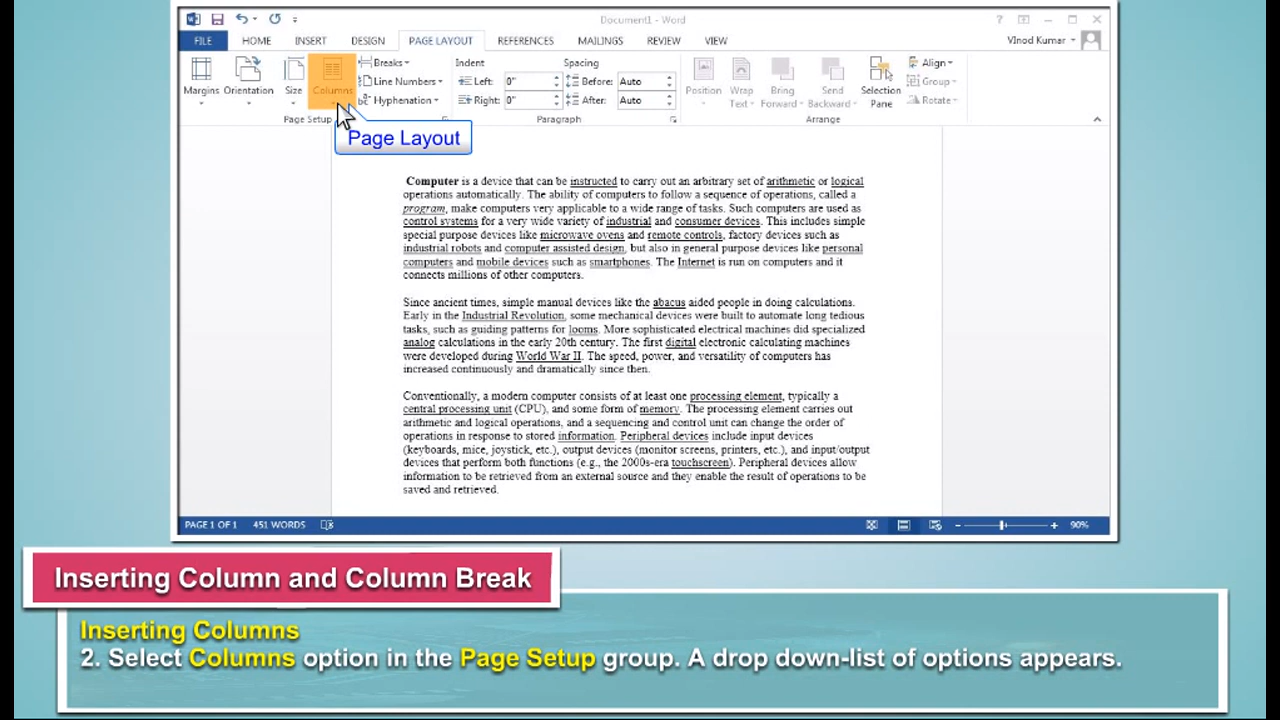 Document1 - Word
FILE HOME INSERT DESIGN PAGE LAYOUT REFERENCES MAILINGS REVIEW VIEW VInod Kumar
Margins Orientation Size Columns
Breaks
Line Numbers
Hyphenation
Page Setup
Indent Spacing
Left: 0" Before: Auto
Right: 0" After: Auto
Paragraph
Position Wrap Text Bring Forward Send Backward Selection Pane
Align
Group
Rotate
Arrange
Page Layout
Computer is a device that can be instructed to carry out an arbitrary set of arithmetic or logical
operations automatically. The ability of computers to follow a sequence of operations, called a
program, make computers very applicable to a wide range of tasks. Such computers are used as
control systems for a very wide variety of industrial and consumer devices. This includes simple
special purpose devices like microwave ovens and remote controls, factory devices such as
industrial robots and computer assisted design, but also in general purpose devices like personal
computers and mobile devices such as smartphones. The Internet is run on computers and it
connects millions of other computers.
Since ancient times, simple manual devices like the abacus aided people in doing calculations.
Early in the Industrial Revolution, some mechanical devices were built to automate long tedious
tasks, such as guiding patterns for looms. More sophisticated electrical machines did specialized
analog calculations in the early 20th century. The first digital electronic calculating machines
were developed during World War II. The speed, power, and versatility of computers has
increased continuously and dramatically since then.
Conventionally, a modern computer consists of at least one processing element, typically a
central processing unit (CPU), and some form of memory. The processing element carries out
arithmetic and logical operations, and a sequencing and control unit can change the order of
operations in response to stored information. Peripheral devices include input devices
(keyboards, mice, joystick, etc.), output devices (monitor screens, printers, etc.), and input/output
devices that perform both functions (e.g., the 2000s-era touchscreen). Peripheral devices allow
information to be retrieved from an external source and they enable the result of operations to be
saved and retrieved.
PAGE 1 OF 1 451 WORDS 90%
Inserting Column and Column Break
Inserting Columns
2. Select Columns option in the Page Setup group. A drop down-list of options appears.